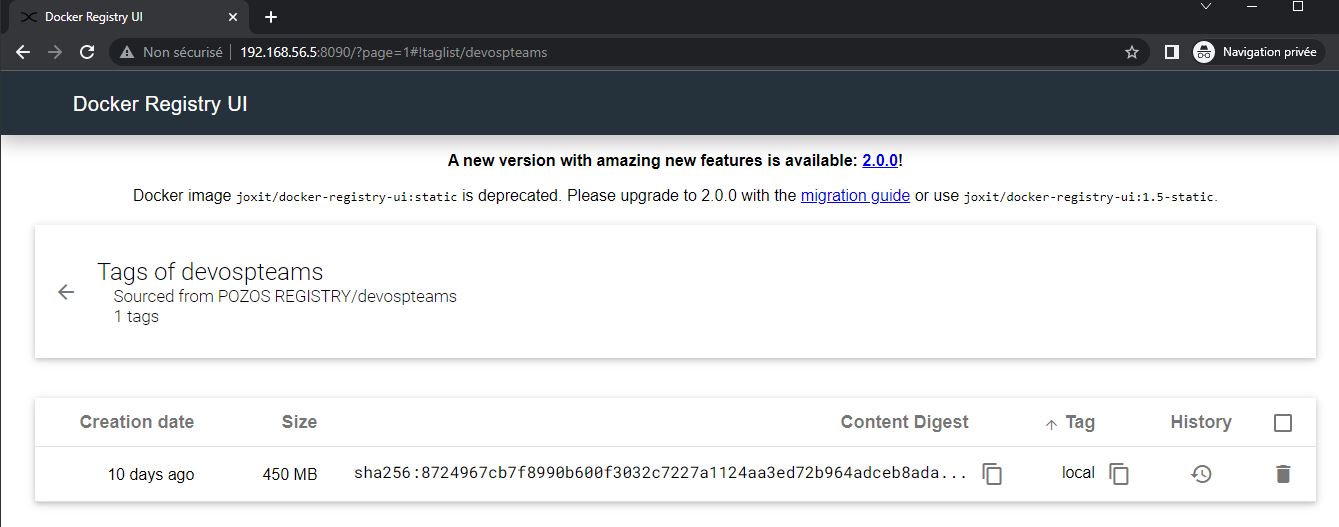 Docker Registry UI
Non sécurisé 192.168.56.5:8090/?page=1#!taglist/devospteams Navigation privée
Docker Registry UI
A new version with amazing new features is available: 2.0.0!
Docker image joxit/docker-registry-ui:static is deprecated. Please upgrade to 2.0.0 with the migration guide or use joxit/docker-registry-ui:1.5-static.
Tags of devospteams
Sourced from POZOS REGISTRY/devospteams
1 tags
Creation date Size Content Digest Tag History
10 days ago 450 MB sha256:8724967cb7f8990b600f3032c7227a1124aa3ed72b964adceb8ada... local